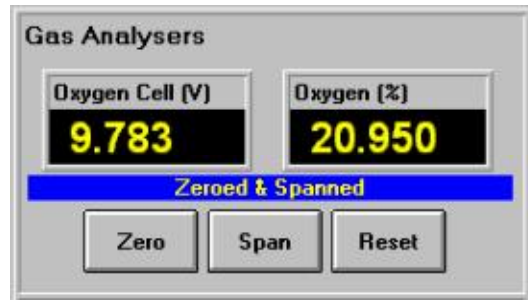 Gas Analysers
Oxygen Cell (V) Oxygen (%)
9.783 20.950
Zeroed & Spanned
Zero Span Reset